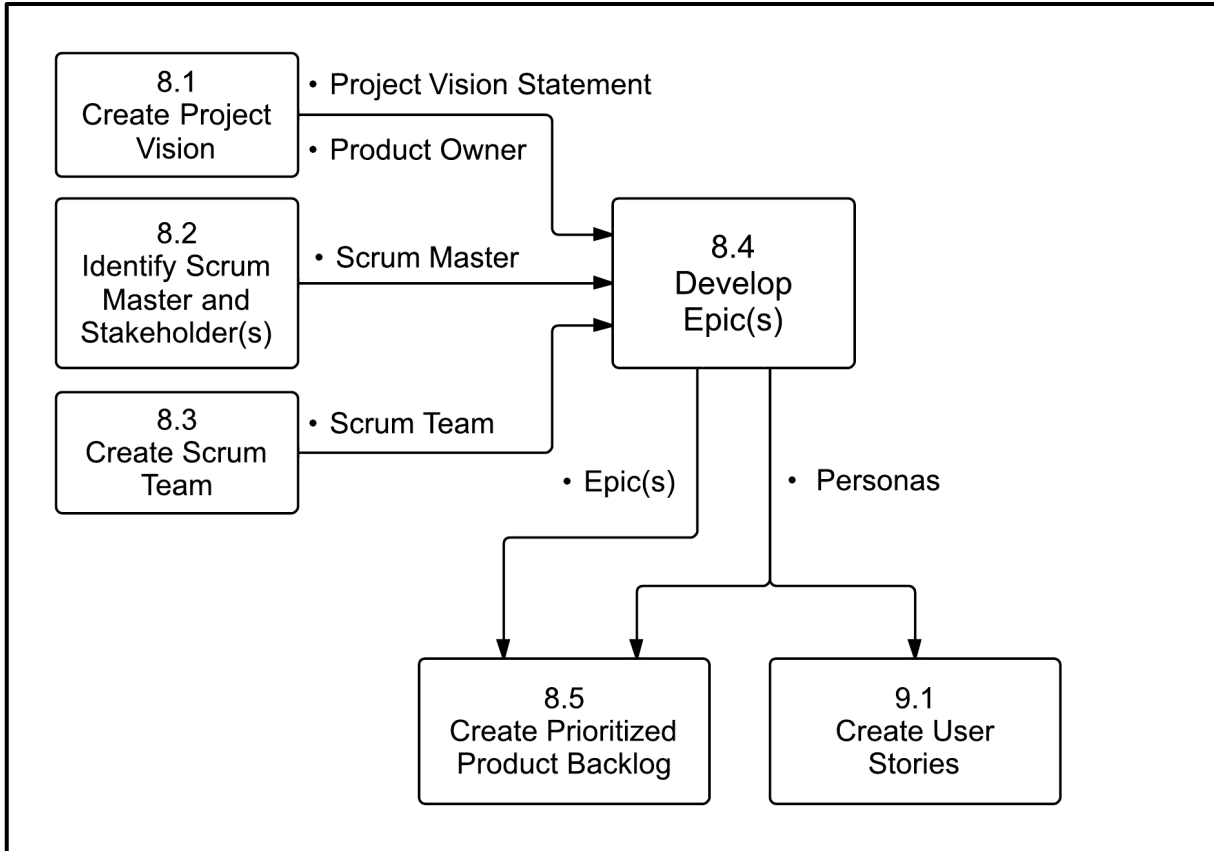 8.1
Create Project
Vision
• Project Vision Statement
• Product Owner
8.2
Identify Scrum
Master and
Stakeholder(s)
• Scrum Master
8.3
Create Scrum
Team
• Scrum Team
8.4
Develop
Epic(s)
• Epic(s)
• Personas
8.5
Create Prioritized
Product Backlog
9.1
Create User
Stories